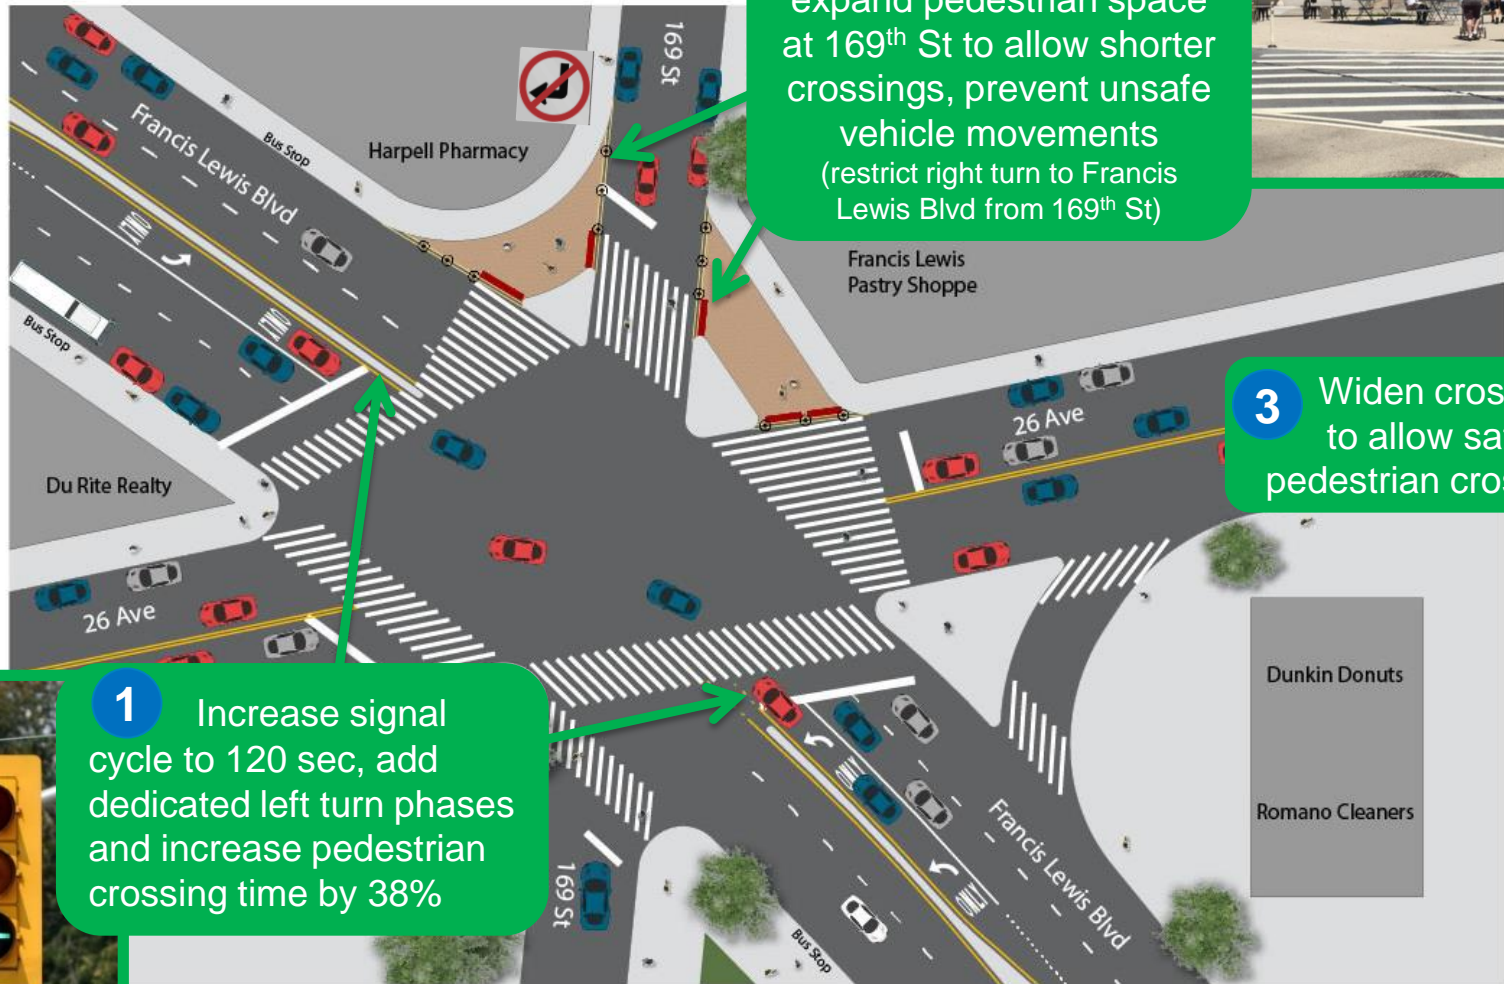 expand pedestrian space
at 169th St to allow shorter
crossings, prevent unsafe
vehicle movements
(restrict right turn to Francis
Lewis Blvd from 169th St)
169 St
Francis Lewis Blvd
Bus Stop
Harpell Pharmacy
Francis Lewis
Pastry Shoppe
ONLY
ONLY
Bus Stop
3 Widen
to allow
pedestrian
26 Ave
Du Rite Realty
26 Ave
1 Increase signal
cycle to 120 sec, add
dedicated left turn phases
and increase pedestrian
crossing time by 38%
Dunkin Donuts
Romano Cleaners
ONLY
ONLY
Francis Lewis Blvd
169 St
Bus Stop